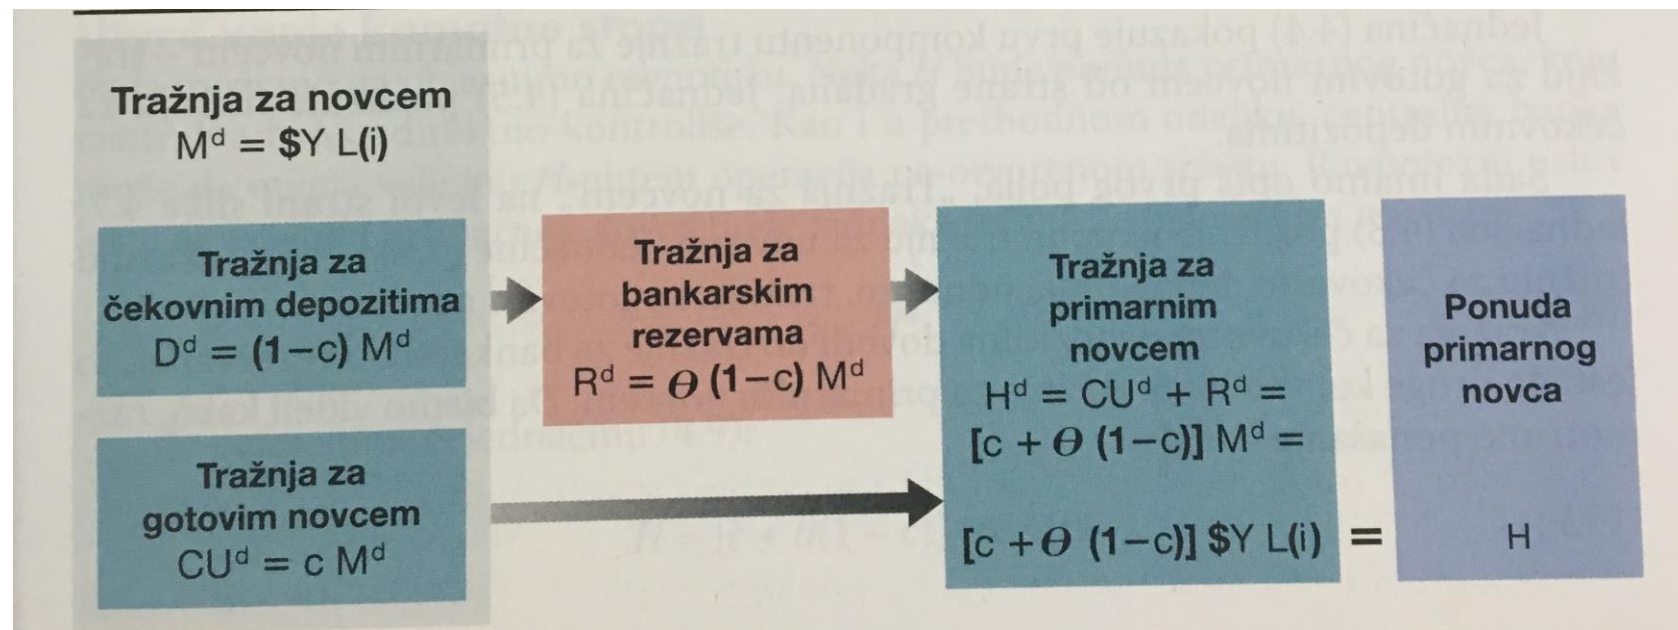 Tražnja za novcem
Mᵈ = $Y L(i)
Tražnja za
čekovnim depozitima
Dᵈ = (1–c) Mᵈ
Tražnja za
gotovim novcem
CUᵈ = c Mᵈ
Tražnja za
bankarskim
rezervama
Rᵈ = Θ (1–c) Mᵈ
Tražnja za
primarnim
novcem
Hᵈ = CUᵈ + Rᵈ =
[c + Θ (1–c)] Mᵈ =
[c + Θ (1–c)] $Y L(i)
=
Ponuda
primarnog
novca
H